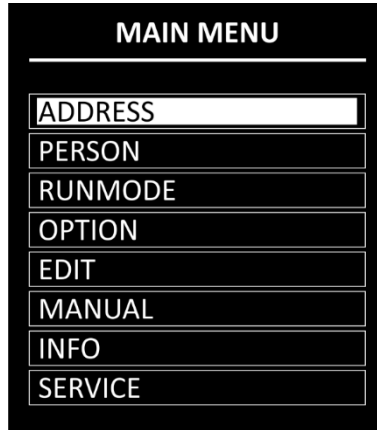 MAIN MENU
ADDRESS
PERSON
RUNMODE
OPTION
EDIT
MANUAL
INFO
SERVICE